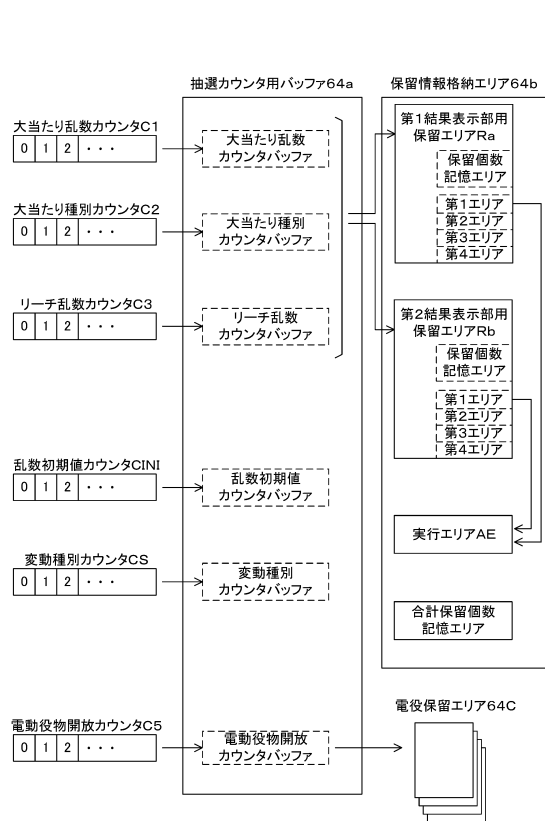 抽選カウンタ用バッファ64a
保留情報格納エリア64b
大当たり乱数カウンタC1
0 1 2 ・・・
大当たり乱数
カウンタバッファ
第1結果表示部用
保留エリアRa
保留個数
記憶エリア
第1エリア
第2エリア
第3エリア
第4エリア
大当たり種別カウンタC2
0 1 2 ・・・
大当たり種別
カウンタバッファ
リーチ乱数カウンタC3
0 1 2 ・・・
リーチ乱数
カウンタバッファ
第2結果表示部用
保留エリアRb
保留個数
記憶エリア
第1エリア
第2エリア
第3エリア
第4エリア
乱数初期値カウンタCINI
0 1 2 ・・・
乱数初期値
カウンタバッファ
実行エリアAE
変動種別カウンタCS
0 1 2 ・・・
変動種別
カウンタバッファ
合計保留個数
記憶エリア
電動役物開放カウンタC5
0 1 2 ・・・
電動役物開放
カウンタバッファ
電役保留エリア64C